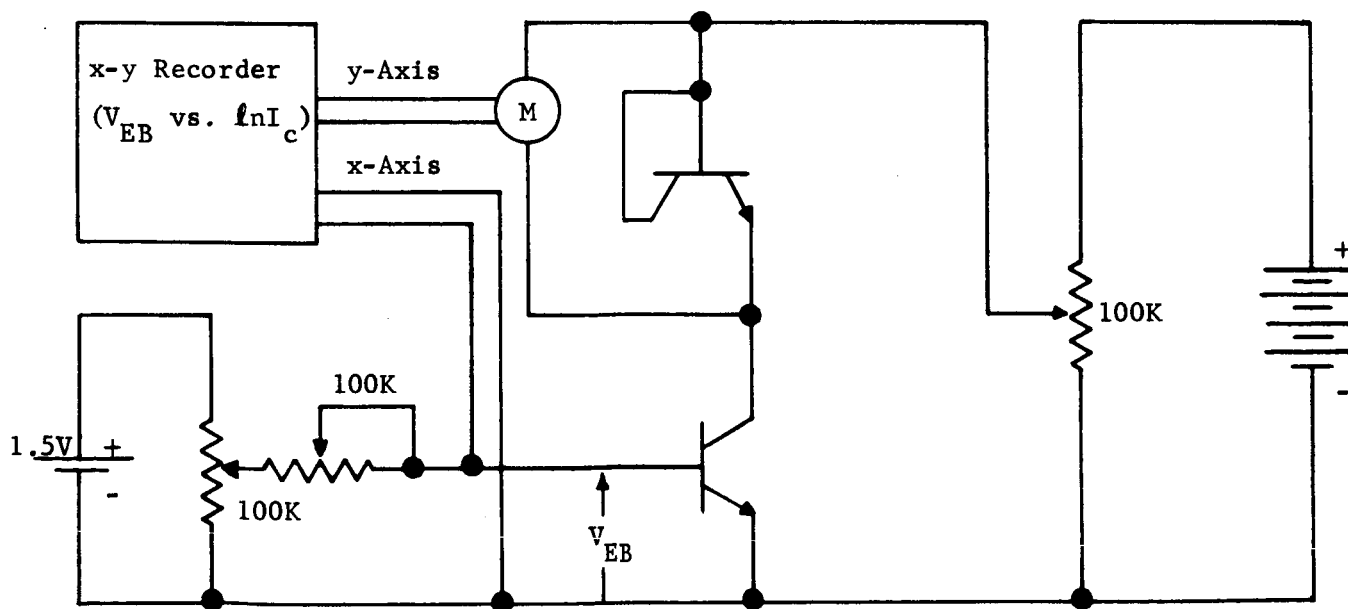 x-y Recorder
(V_EB vs. lnI_c)
y-Axis
x-Axis
M
+
100K
-
100K
1.5V
+
-
100K
V_EB